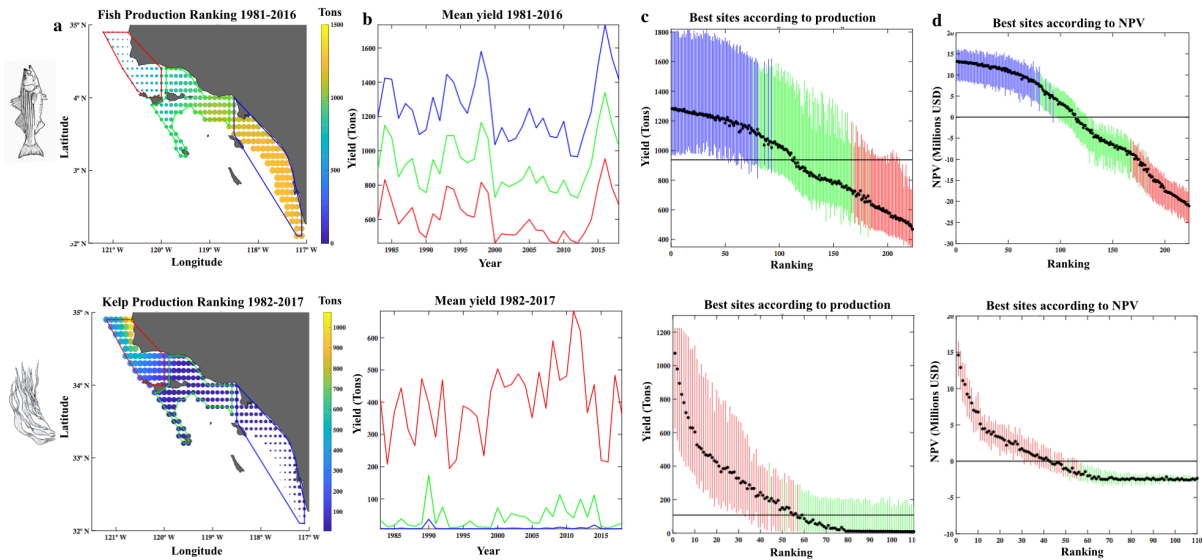 a
b
c
d
Fish Production Ranking 1981-2016
Tons
Mean yield 1981-2016
Best sites according to production
Best sites according to NPV
35° N
4° N
33° N
32° N
Latitude
121° W
120° W
119° W
118° W
117° W
Longitude
1500
1000
500
0
1600
1400
1200
1000
800
600
1985
1990
1995
2000
2005
2010
2015
Year
Yield (Tons)
1800
1600
1400
1200
1000
800
600
400
0
50
100
150
200
Ranking
NPV (Millions USD)
20
15
10
5
0
-5
-10
-15
-20
-25
0
50
100
150
200
Ranking
Kelp Production Ranking 1982-2017
Tons
Mean yield 1982-2017
Best sites according to production
Best sites according to NPV
35° N
34° N
33° N
32° N
Latitude
121° W
120° W
119° W
118° W
117° W
Longitude
1000
900
800
700
600
500
400
300
200
100
600
500
400
300
200
100
1985
1990
1995
2000
2005
2010
2015
Year
Yield (Tons)
1200
1000
800
600
400
200
0
0
10
20
30
40
50
60
70
80
90
100
11
Ranking
NPV (Millions USD)
20
15
10
5
0
-5
-10
0
10
20
30
40
50
60
70
80
90
100
110
Ranking